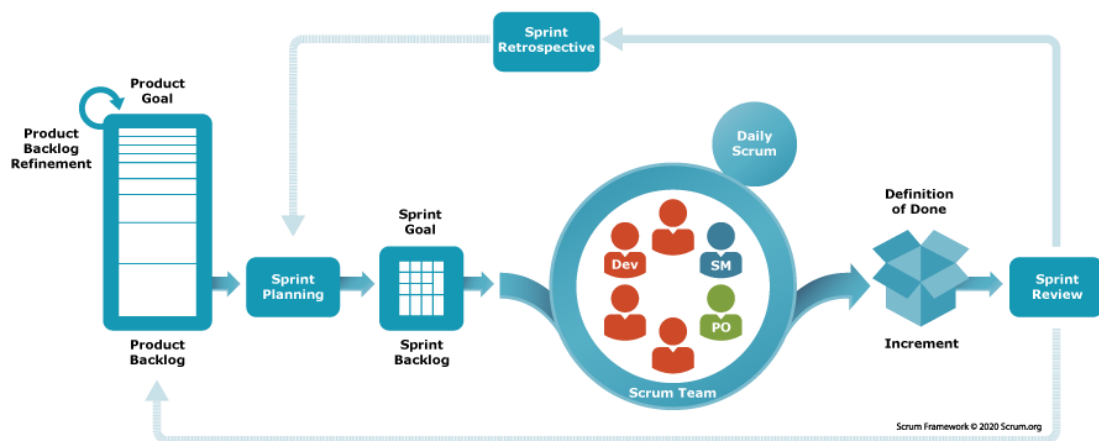 Sprint
Retrospective
Product
Goal
Product
Backlog
Refinement
Daily
Scrum
Sprint
Goal
Definition
of Done
Dev
SM
Sprint
Planning
Sprint
Review
PO
Product
Backlog
Sprint
Backlog
Increment
Scrum Team
Scrum Framework © 2020 Scrum.org